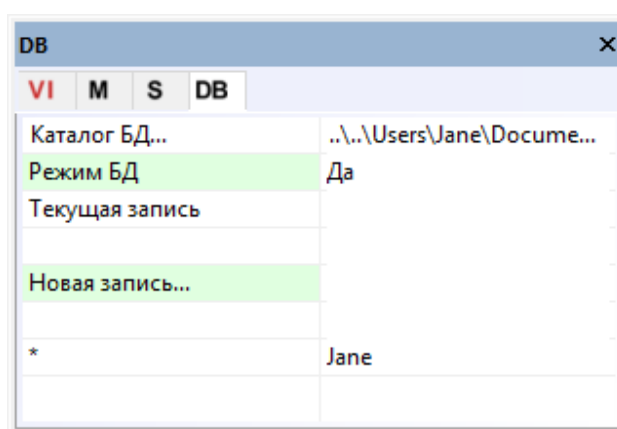 DB ×
VI M S DB
Каталог БД... ..\..\Users\Jane\Docume...
Режим БД Да
Текущая запись
Новая запись...
* Jane